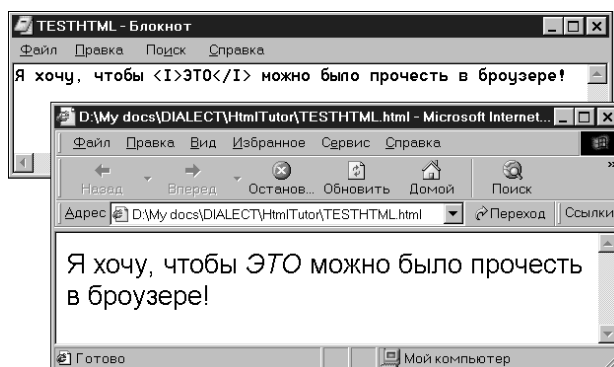 TESTHTML - Блокнот
Файл Правка Поиск Справка
Я хочу, чтобы <I>ЭТО</I> можно было прочесть в броузере!
D:\My docs\DIALECT\HtmlTutor\TESTHTML.html - Microsoft Internet...
Файл Правка Вид Избранное Сервис Справка
Назад Вперед Останов... Обновить Домой Поиск »
Адрес D:\My docs\DIALECT\HtmlTutor\TESTHTML.html Переход Ссылки
Я хочу, чтобы ЭТО можно было прочесть
в броузере!
Готово Мой компьютер